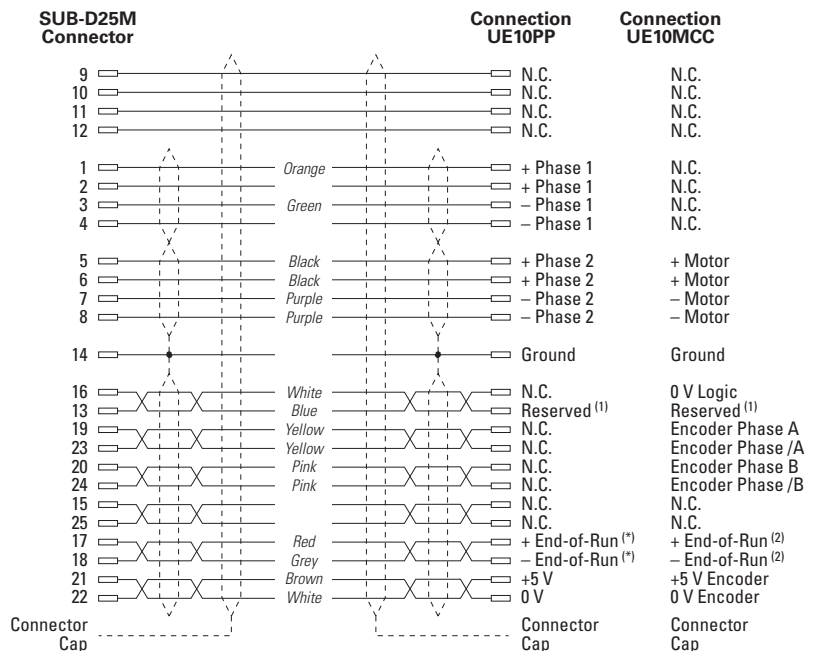 SUB-D25M Connector UE10PP Connection UE10MCC Connection
9 N.C. N.C.
10 N.C. N.C.
11 N.C. N.C.
12 N.C. N.C.
1 Orange + Phase 1 N.C.
2 + Phase 1 N.C.
3 Green – Phase 1 N.C.
4 – Phase 1 N.C.
5 Black + Phase 2 + Motor
6 Black + Phase 2 + Motor
7 Purple – Phase 2 – Motor
8 Purple – Phase 2 – Motor
14 Ground Ground
16 White N.C. 0 V Logic
13 Blue Reserved (1) Reserved (1)
19 Yellow N.C. Encoder Phase A
23 Yellow N.C. Encoder Phase /A
20 Pink N.C. Encoder Phase B
24 Pink N.C. Encoder Phase /B
15 N.C. N.C.
25 N.C. N.C.
17 Red + End-of-Run (*) + End-of-Run (2)
18 Grey – End-of-Run (*) – End-of-Run (2)
21 Brown +5 V +5 V Encoder
22 White 0 V 0 V Encoder
Connector Connector Connector
Cap Cap Cap